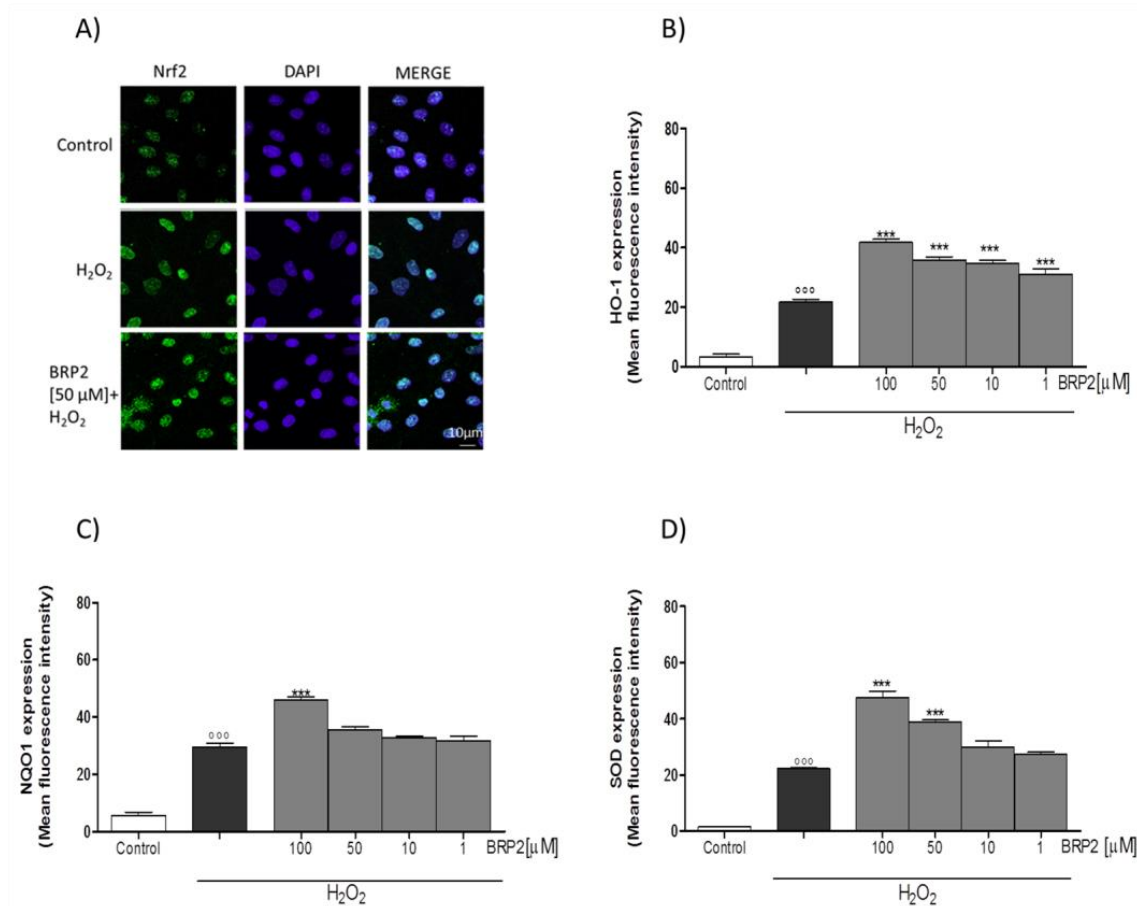 A)
Nrf2 DAPI MERGE
Control
H₂O₂
BRP2
[50 μM]+
H₂O₂
10μm
B)
HO-1 expression
(Mean fluorescence intensity)
80
60
40
20
0
ooo
***
***
***
***
Control 100 50 10 1 BRP2[μM]
H₂O₂
C)
NQO1 expression
(Mean fluorescence intensity)
80
60
40
20
0
ooo
***
Control 100 50 10 1 BRP2[μM]
H₂O₂
D)
SOD expression
(Mean fluorescence intensity)
80
60
40
20
0
ooo
***
***
Control 100 50 10 1 BRP2 [μM]
H₂O₂